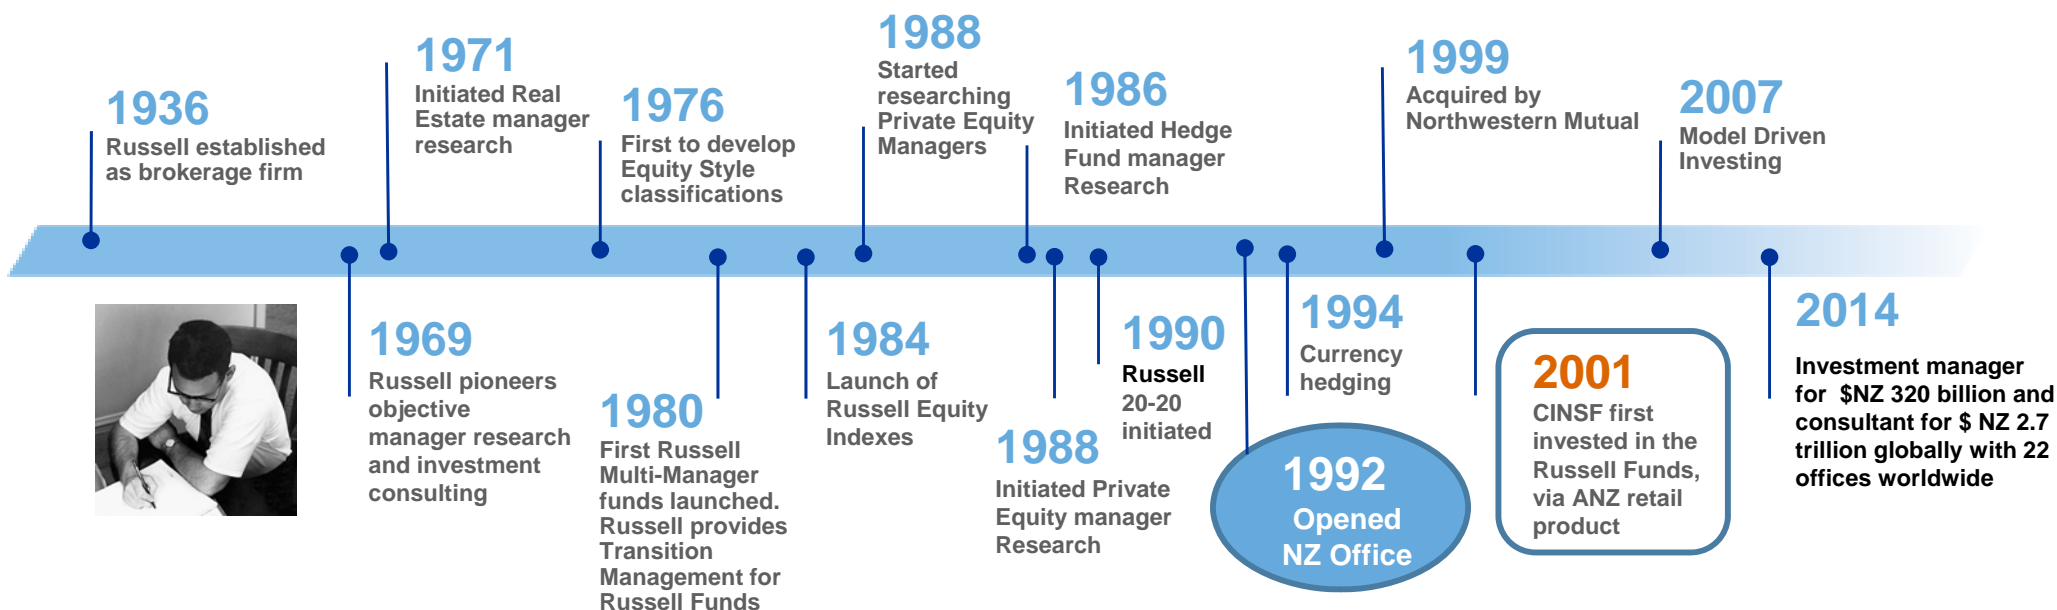 1936
Russell established
as brokerage firm
1971
Initiated Real
Estate manager
research
1976
First to develop
Equity Style
classifications
1988
Started
researching
Private Equity
Managers
1986
Initiated Hedge
Fund manager
Research
1999
Acquired by
Northwestern Mutual
2007
Model Driven
Investing
1969
Russell pioneers
objective
manager research
and investment
consulting
1980
First Russell
Multi-Manager
funds launched.
Russell provides
Transition
Management for
Russell Funds
1984
Launch of
Russell Equity
Indexes
1988
Initiated Private
Equity manager
Research
1990
Russell
20-20
initiated
1992
Opened
NZ Office
1994
Currency
hedging
2001
CINSF first
invested in the
Russell Funds,
via ANZ retail
product
2014
Investment manager
for  $NZ 320 billion and
consultant for $ NZ 2.7
trillion globally with 22
offices worldwide